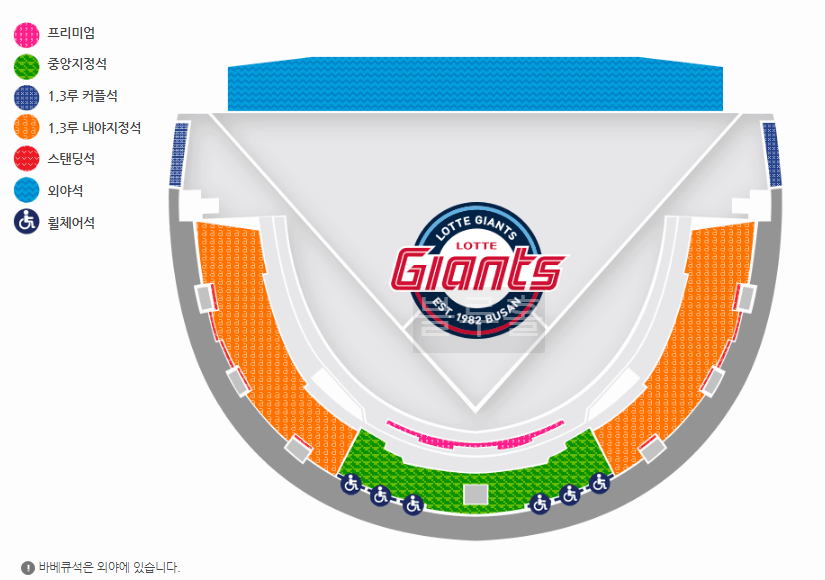 프리미엄
중앙지정석
1,3루 커플석
1,3루 내야지정석
스탠딩석
외야석
휠체어석
LOTTE GIANTS
LOTTE
Giants
EST. 1982 BUSAN
바베큐석은 외야에 있습니다.